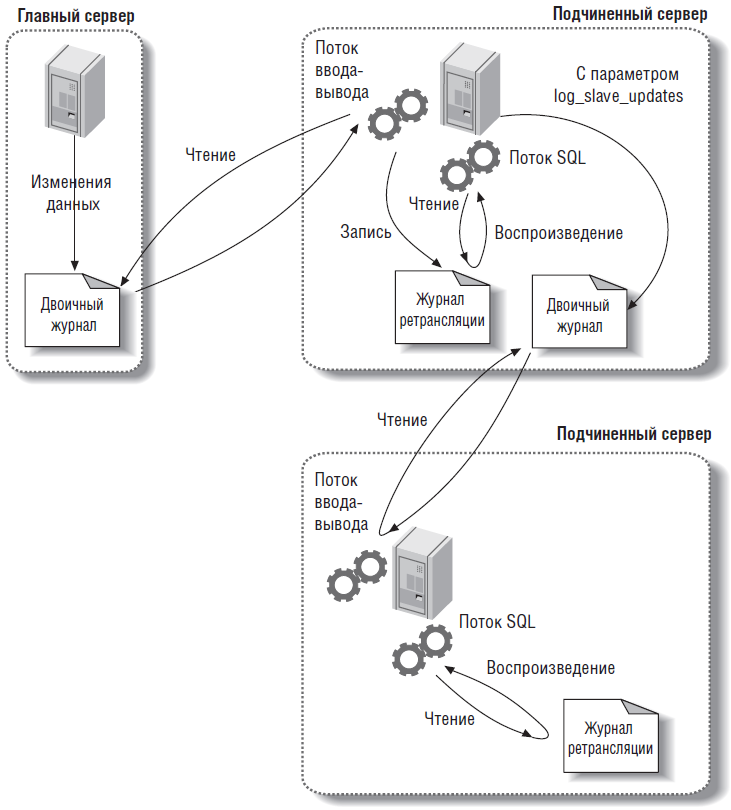 Главный сервер
Подчиненный сервер
Поток
ввода-
вывода
С параметром
log_slave_updates
Чтение
Поток SQL
Изменения
данных
Чтение
Запись
Воспроизведение
Двоичный
журнал
Журнал
ретрансляции
Двоичный
журнал
Чтение
Подчиненный сервер
Поток
ввода-
вывода
Поток SQL
Воспроизведение
Чтение
Журнал
ретрансляции